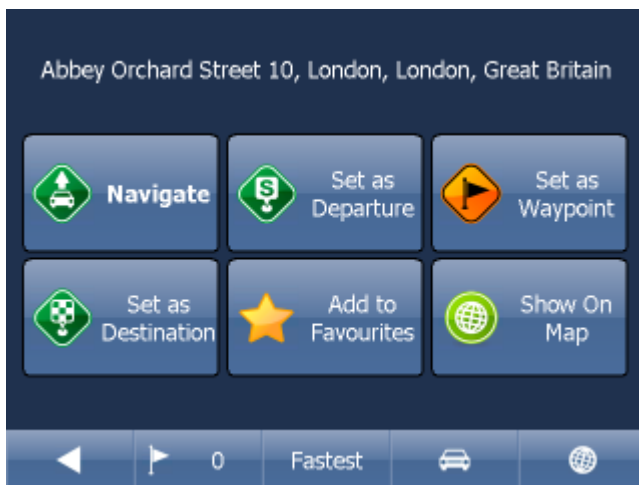 Abbey Orchard Street 10, London, London, Great Britain
Navigate
Set as
Departure
Set as
Waypoint
Set as
Destination
Add to
Favourites
Show On
Map
0
Fastest